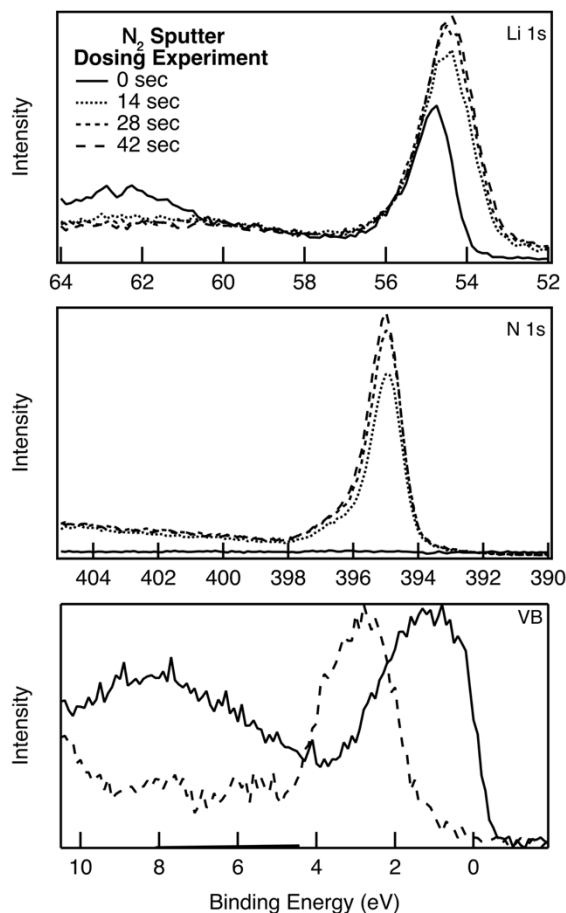 Li 1s
N₂ Sputter
Dosing Experiment
0 sec
14 sec
28 sec
42 sec
Intensity
64 62 60 58 56 54 52
N 1s
Intensity
404 402 400 398 396 394 392 390
VB
Intensity
10 8 6 4 2 0
Binding Energy (eV)